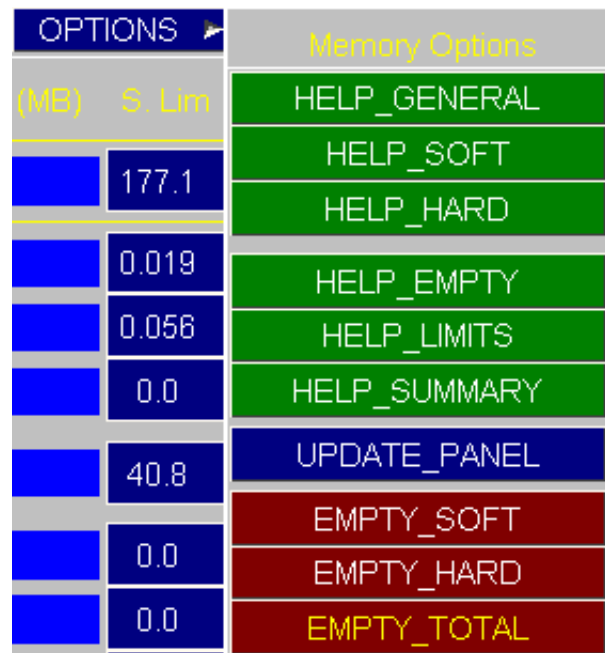 OPTIONS
Memory Options
(MB) S. Lim
HELP_GENERAL
HELP_SOFT
177.1
HELP_HARD
0.019
HELP_EMPTY
0.056
HELP_LIMITS
0.0
HELP_SUMMARY
UPDATE_PANEL
40.8
EMPTY_SOFT
0.0
EMPTY_HARD
0.0
EMPTY_TOTAL